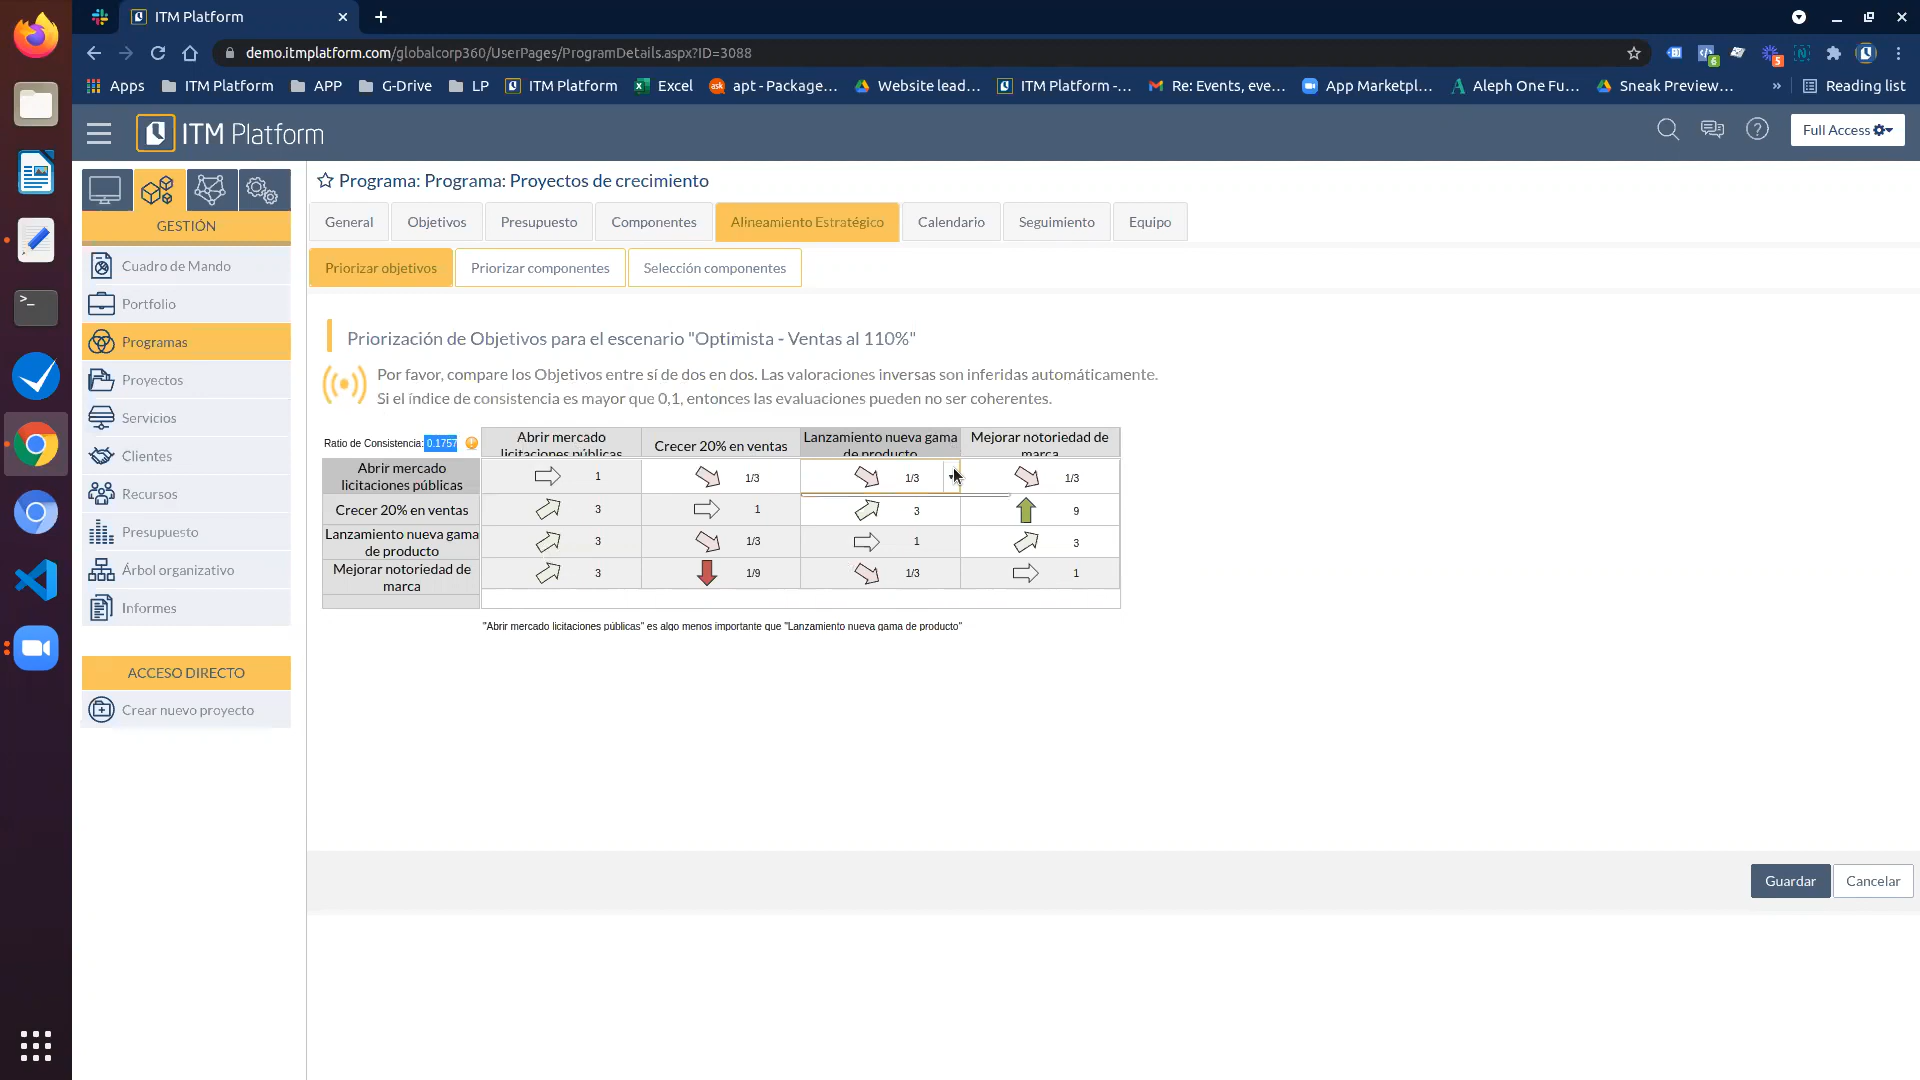 ITM Platform
demo.itmplatform.com/globalcorp360/UserPages/ProgramDetails.aspx?ID=3088
6
5
Apps
ITM Platform
APP
G-Drive
LP
ITM Platform
Excel
apt - Package...
Website lead...
ITM Platform -...
Re: Events, eve...
App Marketpl...
Aleph One Fu...
Sneak Preview...
»
Reading list
ITM Platform
Full Access
GESTIÓN
Cuadro de Mando
Portfolio
Programas
Proyectos
Servicios
Clientes
Recursos
Presupuesto
Árbol organizativo
Informes
ACCESO DIRECTO
Crear nuevo proyecto
Programa: Programa: Proyectos de crecimiento
General
Objetivos
Presupuesto
Componentes
Alineamiento Estratégico
Calendario
Seguimiento
Equipo
Priorizar objetivos
Priorizar componentes
Selección componentes
Priorización de Objetivos para el escenario "Optimista - Ventas al 110%"
Por favor, compare los Objetivos entre sí de dos en dos. Las valoraciones inversas son inferidas automáticamente.
Si el índice de consistencia es mayor que 0,1, entonces las evaluaciones pueden no ser coherentes.
Ratio de Consistencia: 0.1757
Abrir mercado
licitaciones públicas
Crecer 20% en ventas
Lanzamiento nueva gama
de producto
Mejorar notoriedad de
marca
Abrir mercado
licitaciones públicas
1
1/3
1/3
1/3
Crecer 20% en ventas
3
1
3
9
Lanzamiento nueva gama
de producto
3
1/3
1
3
Mejorar notoriedad de
marca
3
1/9
1/3
1
"Abrir mercado licitaciones públicas" es algo menos importante que "Lanzamiento nueva gama de producto"
Guardar
Cancelar